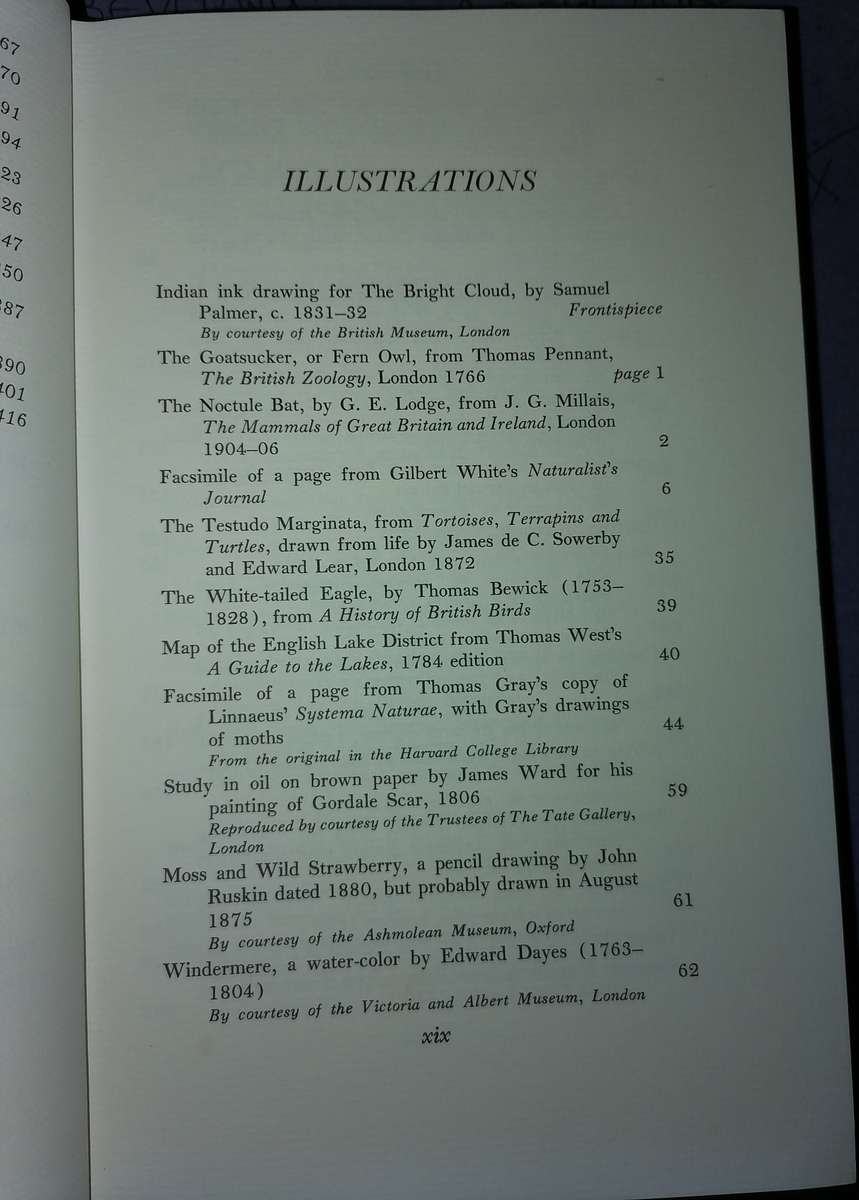 67
70
91
94
23
26
47
50
87
390
401
416
ILLUSTRATIONS
Indian ink drawing for The Bright Cloud, by Samuel
Palmer, c. 1831–32 Frontispiece
By courtesy of the British Museum, London
The Goatsucker, or Fern Owl, from Thomas Pennant,
The British Zoology, London 1766 page 1
The Noctule Bat, by G. E. Lodge, from J. G. Millais,
The Mammals of Great Britain and Ireland, London
1904–06 2
Facsimile of a page from Gilbert White's Naturalist's
Journal 6
The Testudo Marginata, from Tortoises, Terrapins and
Turtles, drawn from life by James de C. Sowerby
and Edward Lear, London 1872 35
The White-tailed Eagle, by Thomas Bewick (1753–
1828), from A History of British Birds 39
Map of the English Lake District from Thomas West's
A Guide to the Lakes, 1784 edition 40
Facsimile of a page from Thomas Gray's copy of
Linnaeus' Systema Naturae, with Gray's drawings
of moths 44
From the original in the Harvard College Library
Study in oil on brown paper by James Ward for his
painting of Gordale Scar, 1806 59
Reproduced by courtesy of the Trustees of The Tate Gallery,
London
Moss and Wild Strawberry, a pencil drawing by John
Ruskin dated 1880, but probably drawn in August
1875 61
By courtesy of the Ashmolean Museum, Oxford
Windermere, a water-color by Edward Dayes (1763–
1804) 62
By courtesy of the Victoria and Albert Museum, London
xix